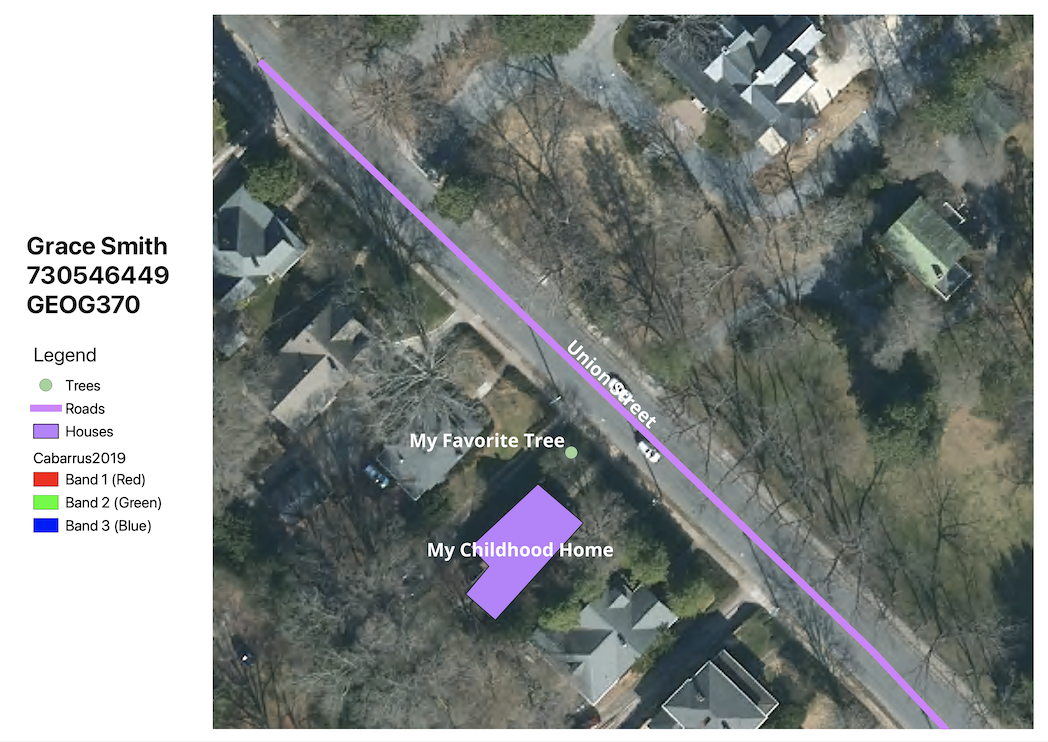 Grace Smith
730546449
GEOG370
Legend
Trees
Roads
Houses
Cabarrus2019
Band 1 (Red)
Band 2 (Green)
Band 3 (Blue)
Union Street
My Favorite Tree
My Childhood Home